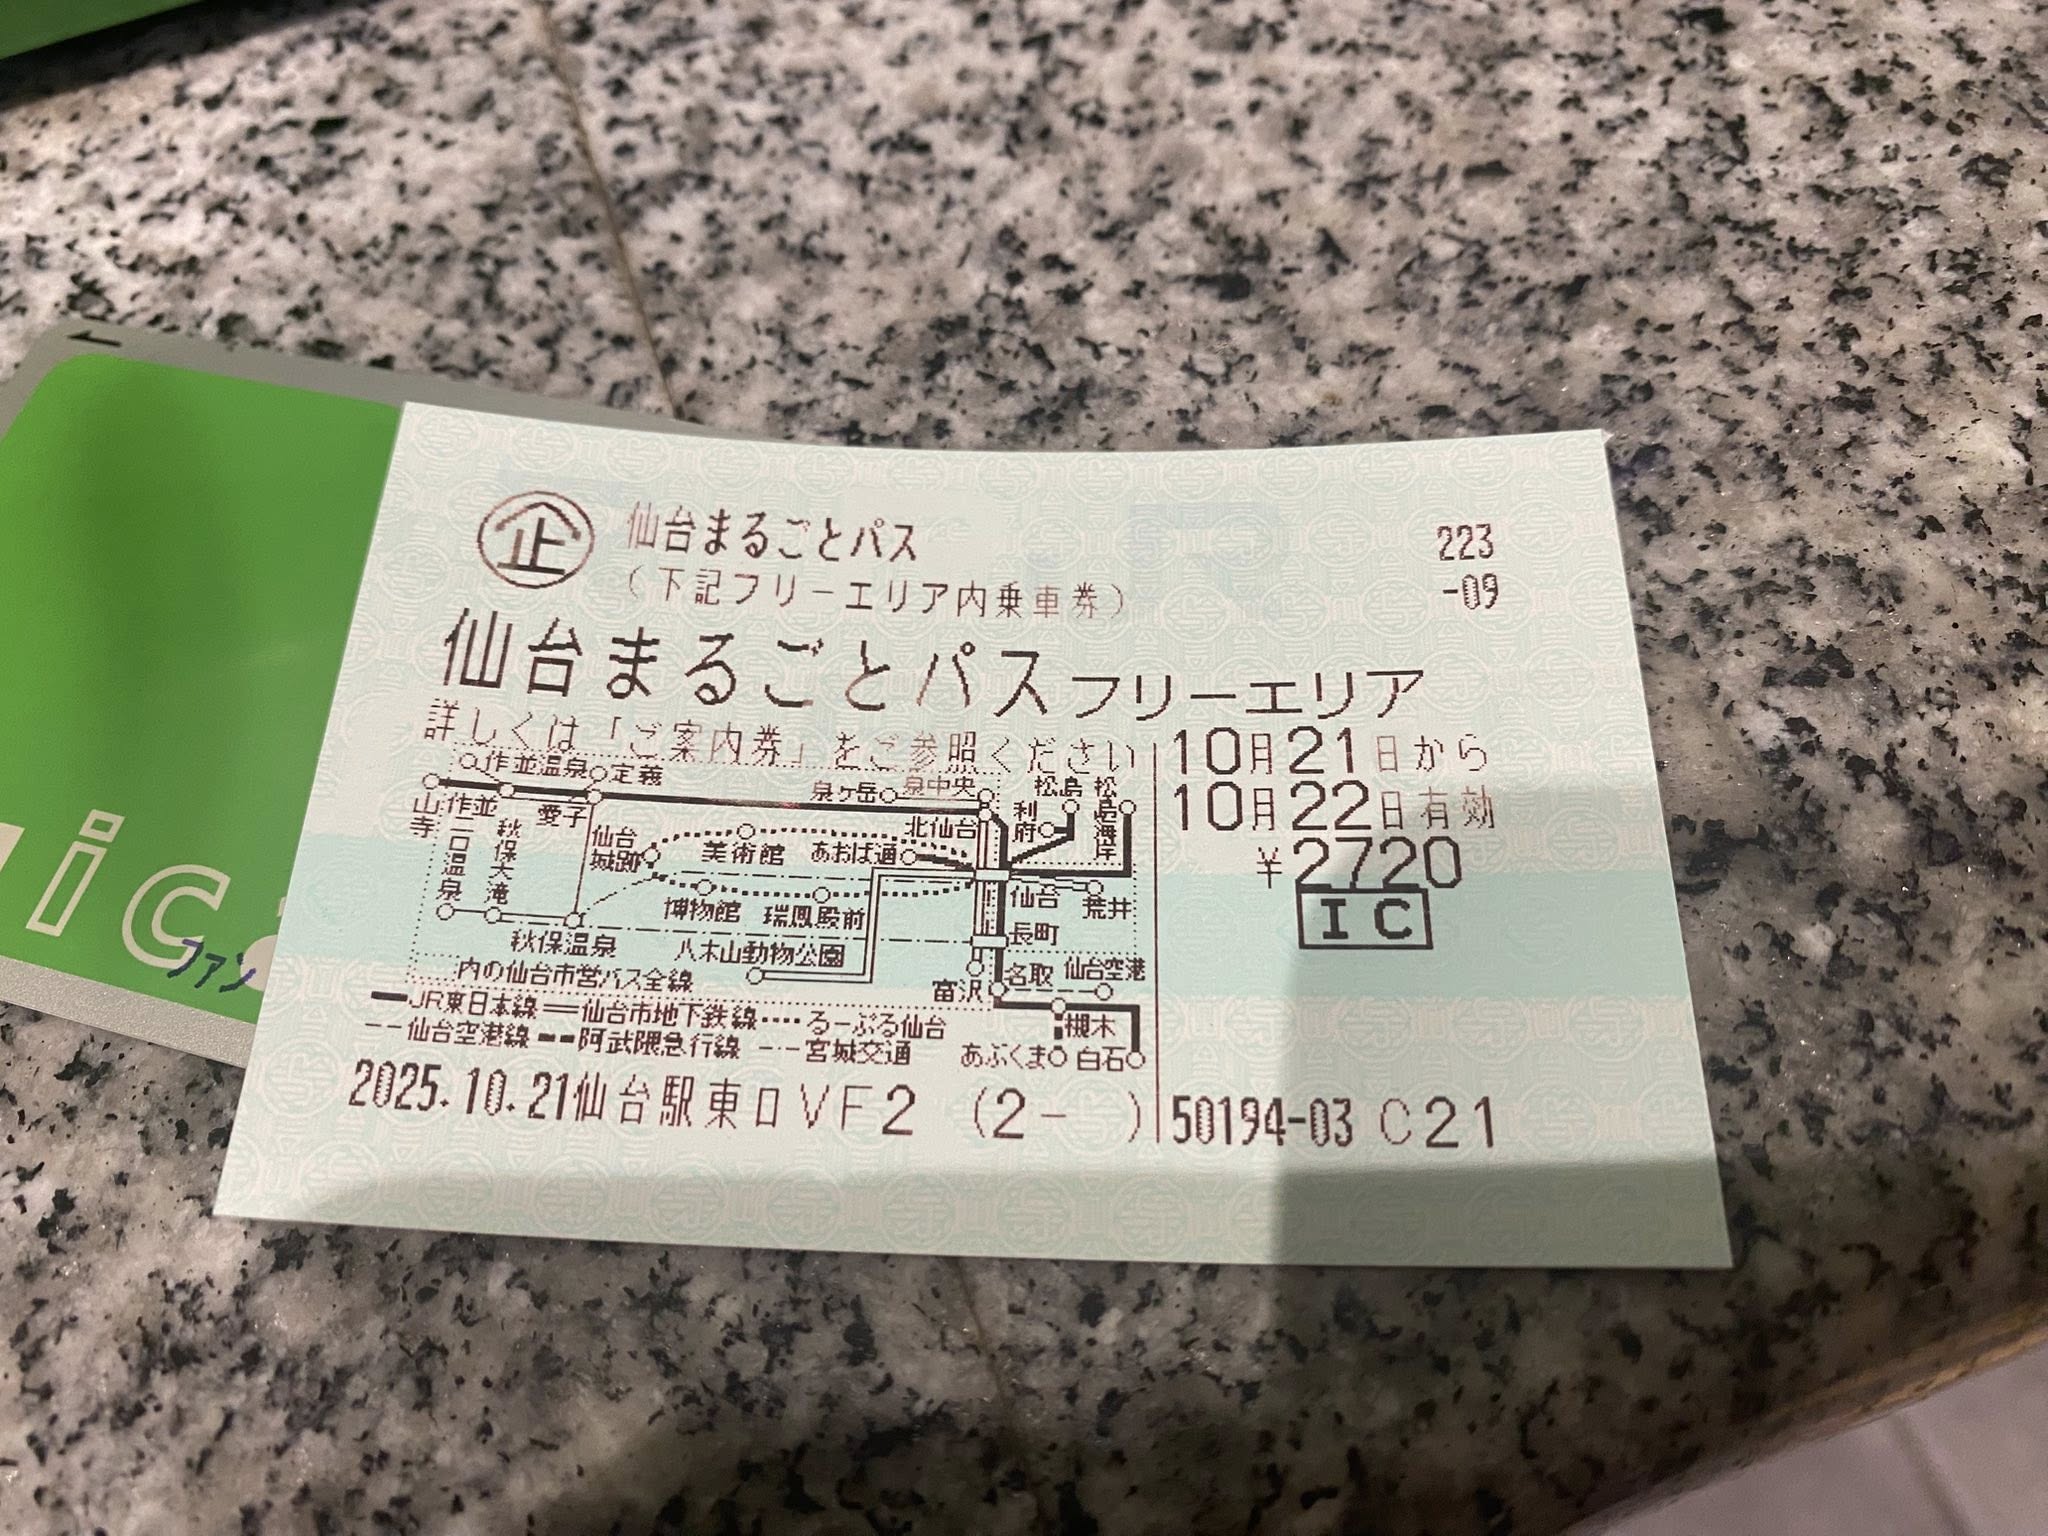 企 仙台まるごとパス
223
（下記フリーエリア内乗車券）
-09
仙台まるごとパスフリーエリア
詳しくは「ご案内券」をご参照ください
10月21日から
10月22日有効
¥2720
IC
作並温泉
定義
泉ヶ岳
泉中央
松島
松島海岸
山寺
作並
愛子
利府
北仙台
仙台城跡
美術館
あおば通
秋保大滝
二口温泉
仙台
荒井
博物館
瑞鳳殿前
秋保温泉
八木山動物公園
長町
内の仙台市営バス全線
富沢
名取
仙台空港
JR東日本線
仙台市地下鉄線
るーぷる仙台
槻木
仙台空港線
阿武隈急行線
宮城交通
あぶくま
白石
2025.10.21仙台駅東口VF2 (2- )
50194-03 C21
ic
ファン